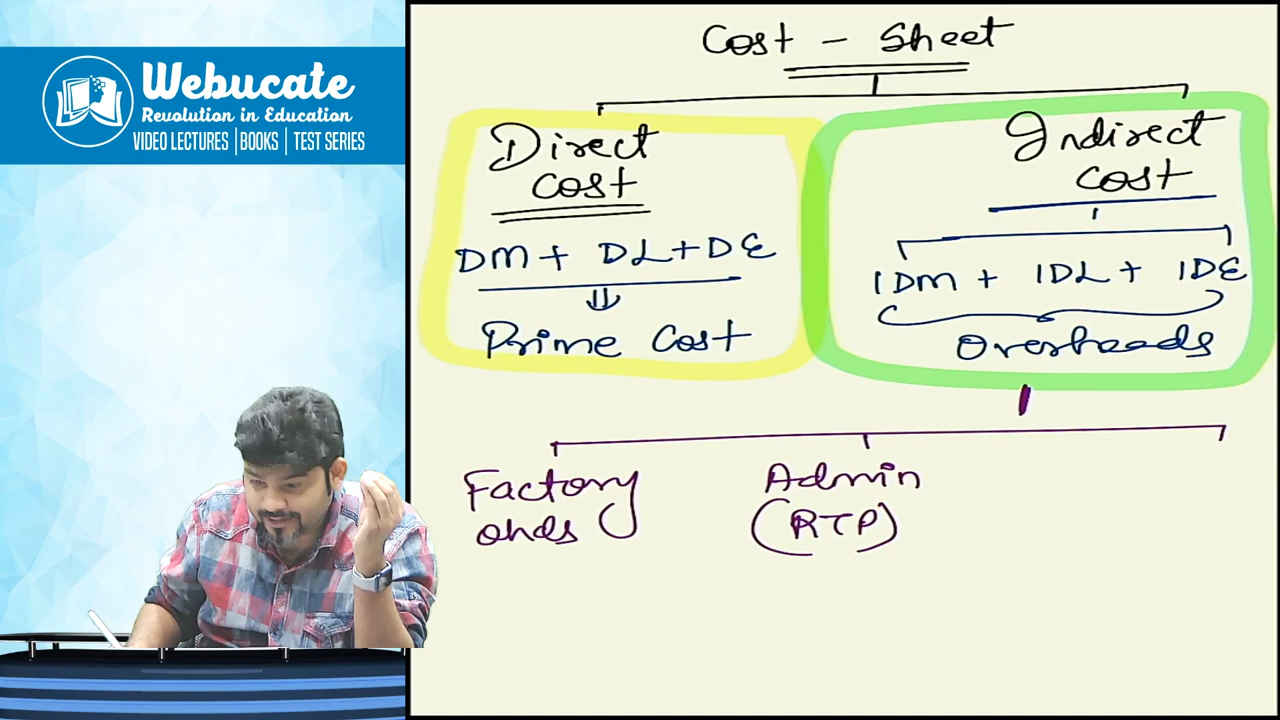 Webucate
Revolution in Education
VIDEO LECTURES | BOOKS | TEST SERIES
Cost - Sheet
Direct
Cost
Indirect
Cost
DM + DL + DE
⇓
Prime Cost
IDM + IDL + IDE
Overheads
Factory
ohds
Admin
(RTP)